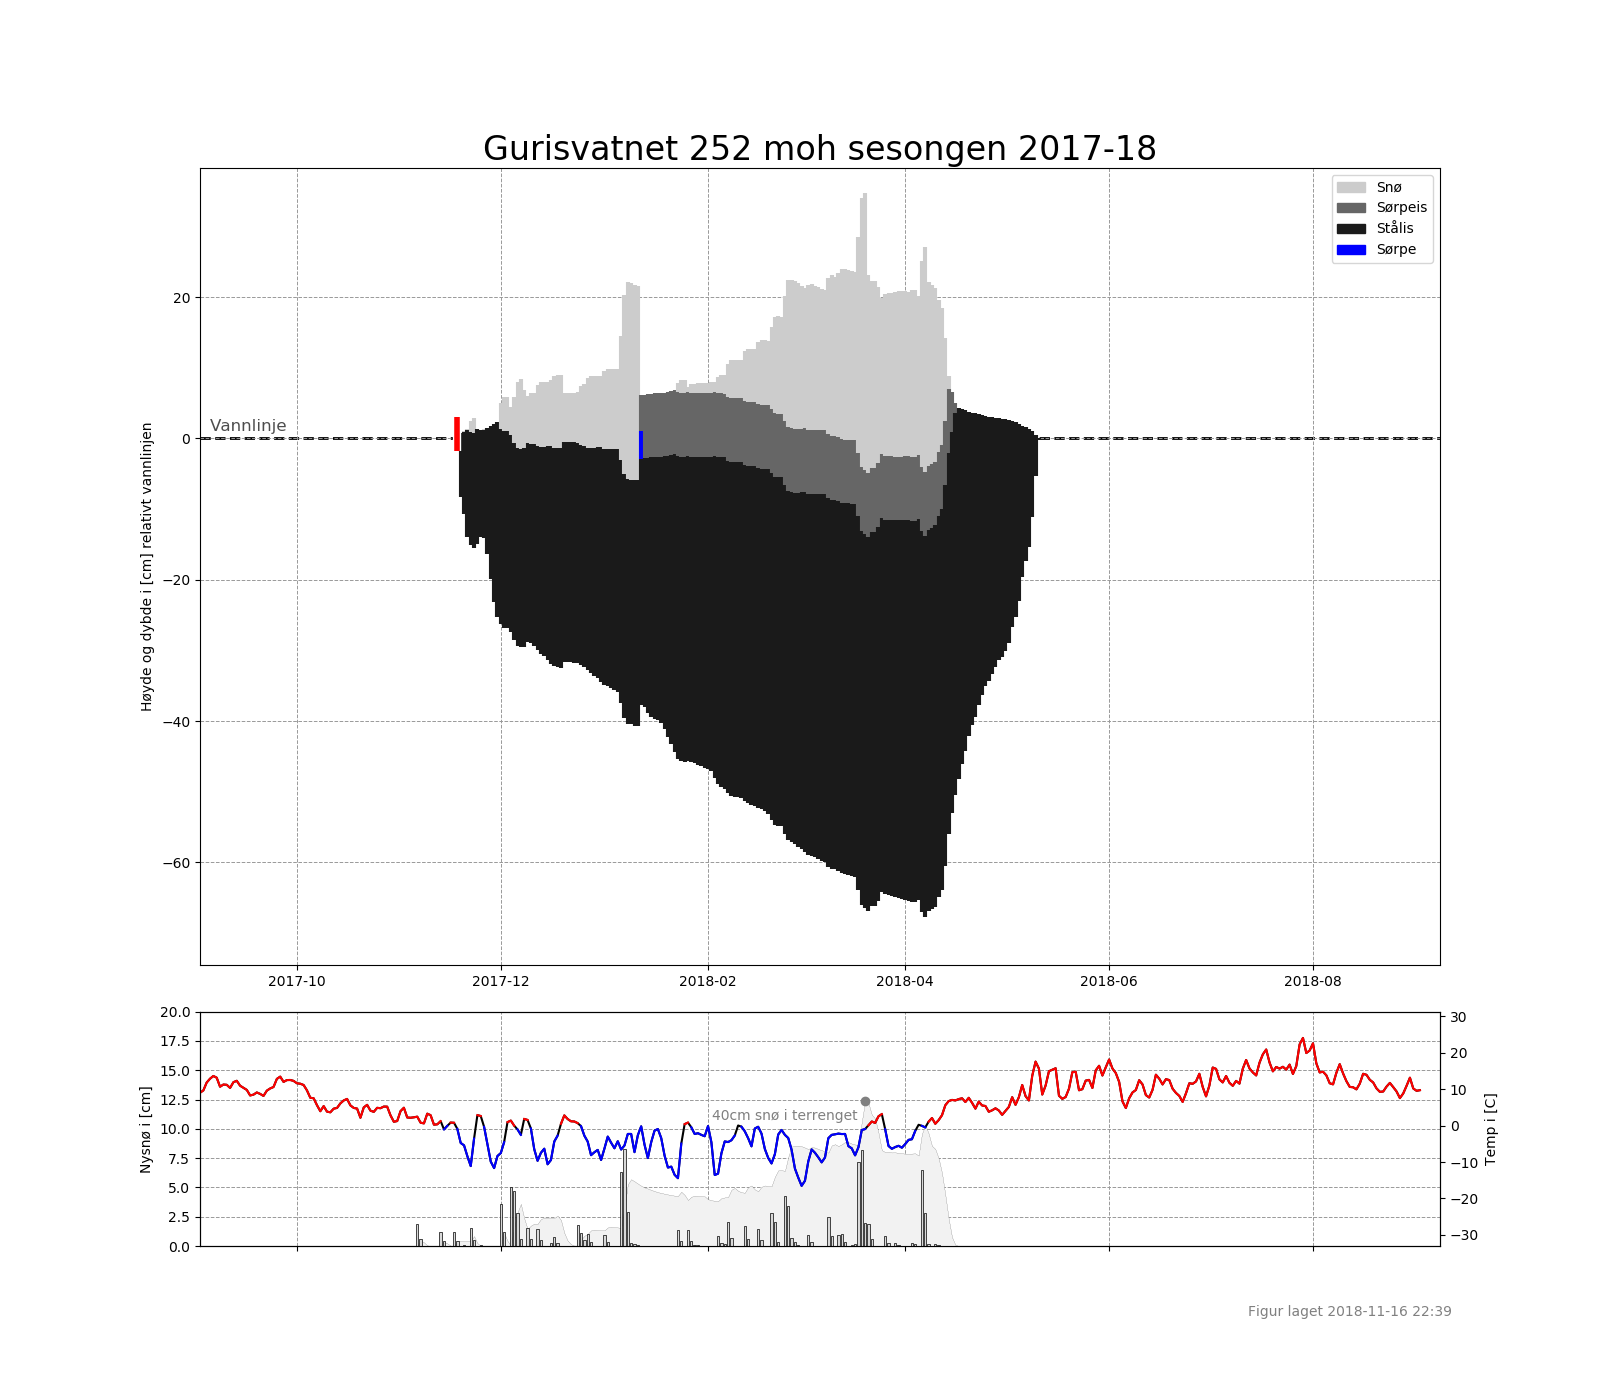 Gurisvatnet 252 moh sesongen 2017-18
Snø
Sørpeis
Stålis
Sørpe
Vannlinje
Høyde og dybde i [cm] relativt vannlinjen
20
0
−20
−40
−60
2017-10
2017-12
2018-02
2018-04
2018-06
2018-08
Nysnø i [cm]
20.0
17.5
15.0
12.5
10.0
7.5
5.0
2.5
0.0
40cm snø i terrenget
30
20
10
0
−10
−20
−30
Temp i [C]
Figur laget 2018-11-16 22:39